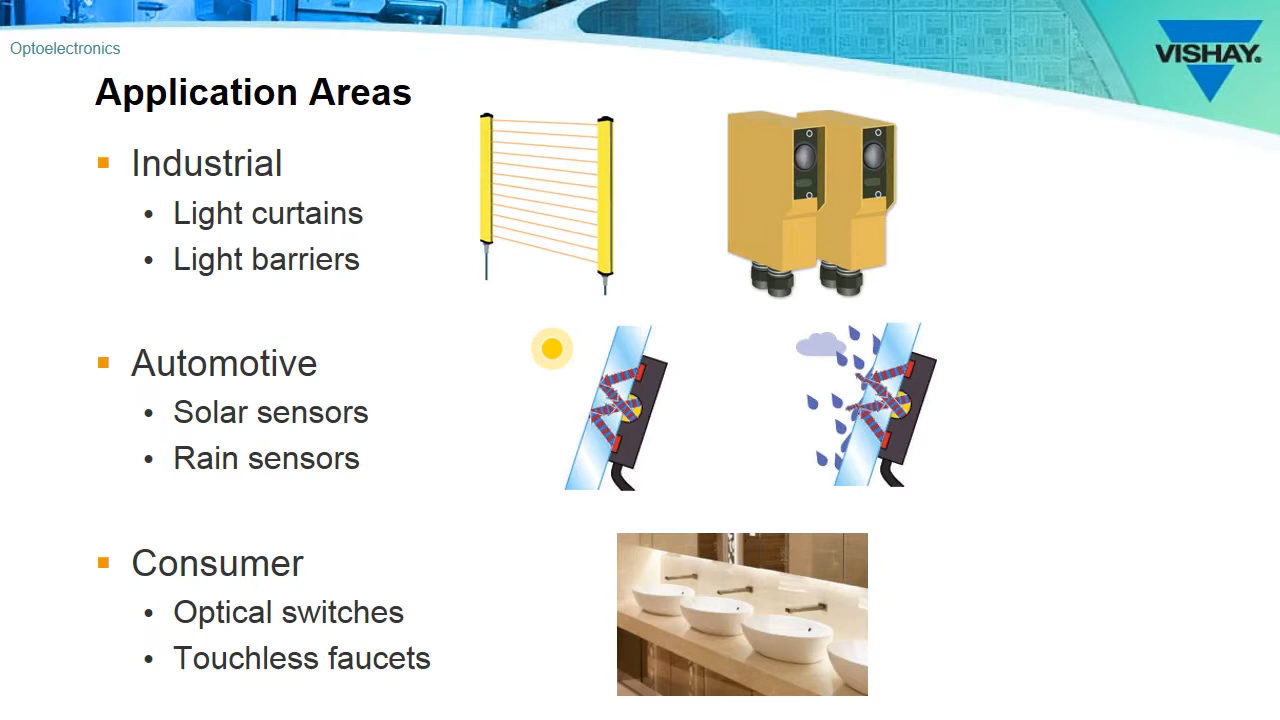 Optoelectronics
VISHAY®
Application Areas
▪ Industrial
• Light curtains
• Light barriers
▪ Automotive
• Solar sensors
• Rain sensors
▪ Consumer
• Optical switches
• Touchless faucets